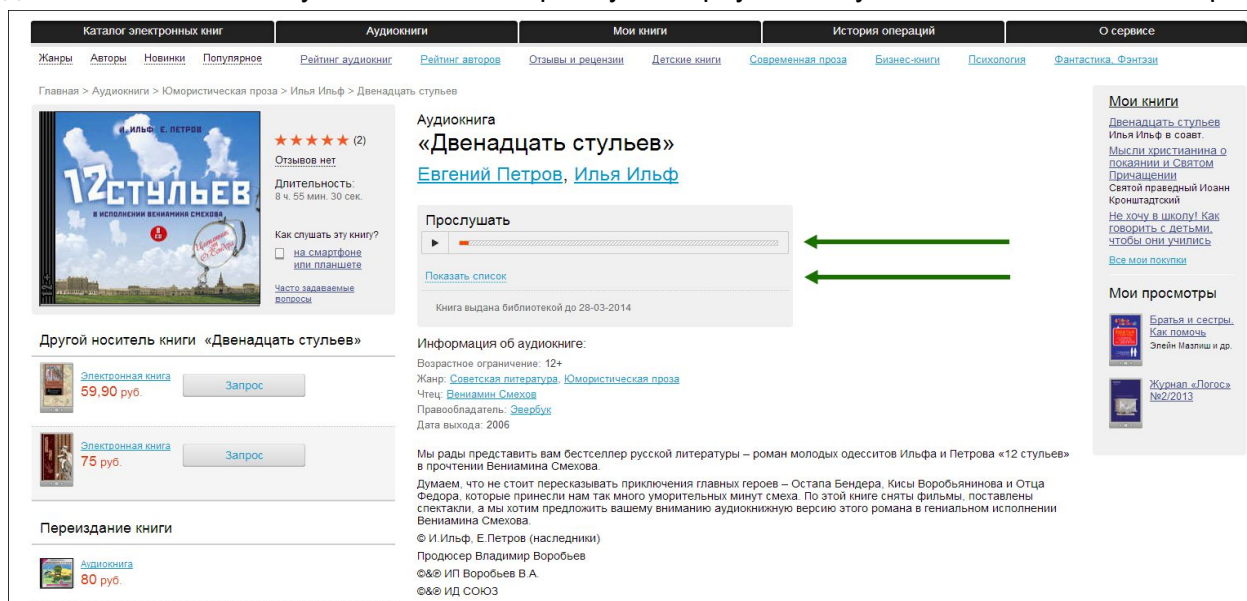 Каталог электронных книг
Аудиокниги
Мои книги
История операций
О сервисе
Жанры Авторы Новинки Популярное Рейтинг аудиокниг Рейтинг авторов Отзывы и рецензии Детские книги Современная проза Бизнес-книги Психология Фантастика, Фэнтэзи
Главная > Аудиокниги > Юмористическая проза > Илья Ильф > Двенадцать стульев
И. ИЛЬФ Е. ПЕТРОВ
12 СТУЛЬЕВ
В ИСПОЛНЕНИИ ВЕНИАМИНА СМЕХОВА
(2)
Отзывов нет
Длительность:
8 ч. 55 мин. 30 сек.
Как слушать эту книгу?
на смартфоне
или планшете
Часто задаваемые
вопросы
Другой носитель книги «Двенадцать стульев»
Электронная книга
59,90 руб.
Запрос
Электронная книга
75 руб.
Запрос
Переиздание книги
Аудиокнига
80 руб.
Аудиокнига
«Двенадцать стульев»
Евгений Петров, Илья Ильф
Прослушать
Показать список
Книга выдана библиотекой до 28-03-2014
Информация об аудиокниге:
Возрастное ограничение: 12+
Жанр: Советская литература, Юмористическая проза
Чтец: Вениамин Смехов
Правообладатель: Эвербук
Дата выхода: 2006
Мы рады представить вам бестселлер русской литературы – роман молодых одесситов Ильфа и Петрова «12 стульев»
в прочтении Вениамина Смехова.
Думаем, что не стоит пересказывать приключения главных героев – Остапа Бендера, Кисы Воробьянинова и Отца
Федора, которые принесли нам так много уморительных минут смеха. По этой книге сняты фильмы, поставлены
спектакли, а мы хотим предложить вашему вниманию аудиокнижную версию этого романа в гениальном исполнении
Вениамина Смехова.
© И.Ильф, Е.Петров (наследники)
Продюсер Владимир Воробьев
©&℗ ИП Воробьев В.А.
©&℗ ИД СОЮЗ
Мои книги
Двенадцать стульев
Илья Ильф в соавт.
Мысли христианина о
покаянии и Святом
Причащении
Святой праведный Иоанн
Кронштадтский
Не хочу в школу! Как
говорить с детьми,
чтобы они учились
Все мои покупки
Мои просмотры
Братья и сестры.
Как помочь
Элейн Мазлиш и др.
Журнал «Логос»
№2/2013